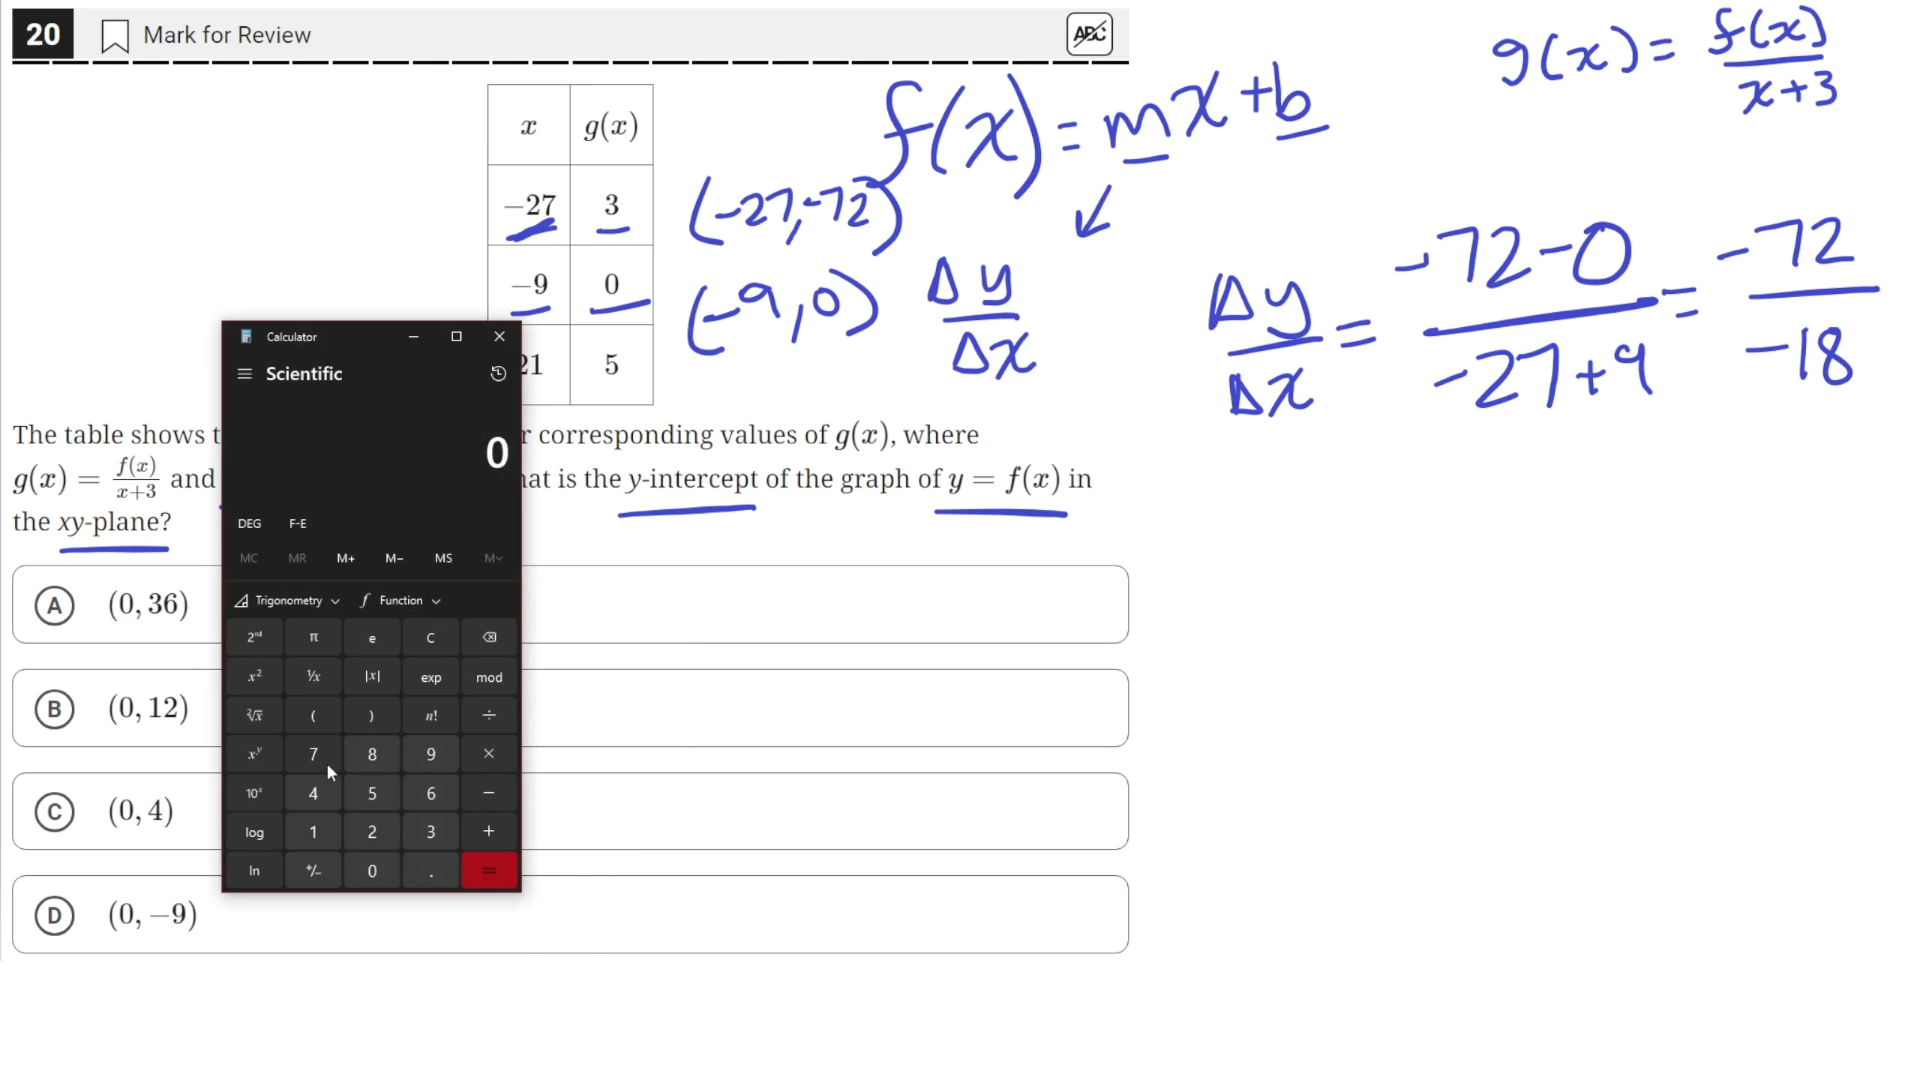 20 Mark for Review ABC
x g(x)
−27 3
−9 0
21 5
f(x) = mx + b
g(x) = f(x)/x+3
(-27, -72)
(-9, 0)
Δy/Δx
Δy/Δx = -72-0/-27+9 = -72/-18
The table shows t r corresponding values of g(x), where
g(x) = f(x)/x+3 and at is the y-intercept of the graph of y = f(x) in
the xy-plane?
A (0, 36)
B (0, 12)
C (0, 4)
D (0, −9)
Calculator
Scientific
0
DEG F-E
MC MR M+ M− MS M
Trigonometry f Function
2nd π e C
x² ¹/x |x| exp mod
²√x ( ) n! ÷
xʸ 7 8 9 ×
10ˣ 4 5 6 −
log 1 2 3 +
ln +/− 0 . =